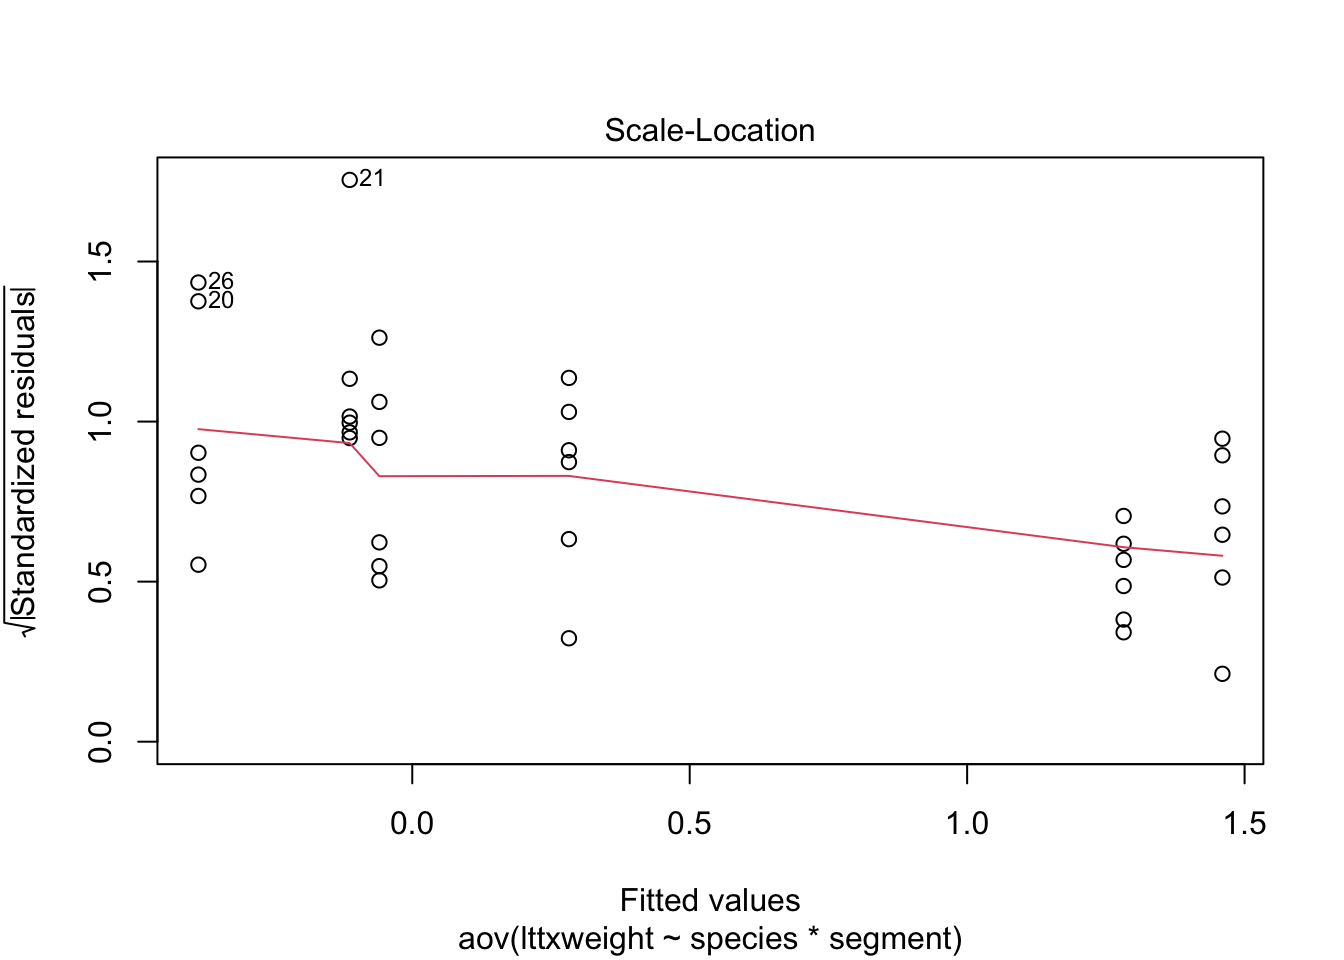 Scale-Location
√|Standardized residuals|
1.5
1.0
0.5
0.0
21
26
20
0.0 0.5 1.0 1.5
Fitted values
aov(lttxweight ~ species * segment)